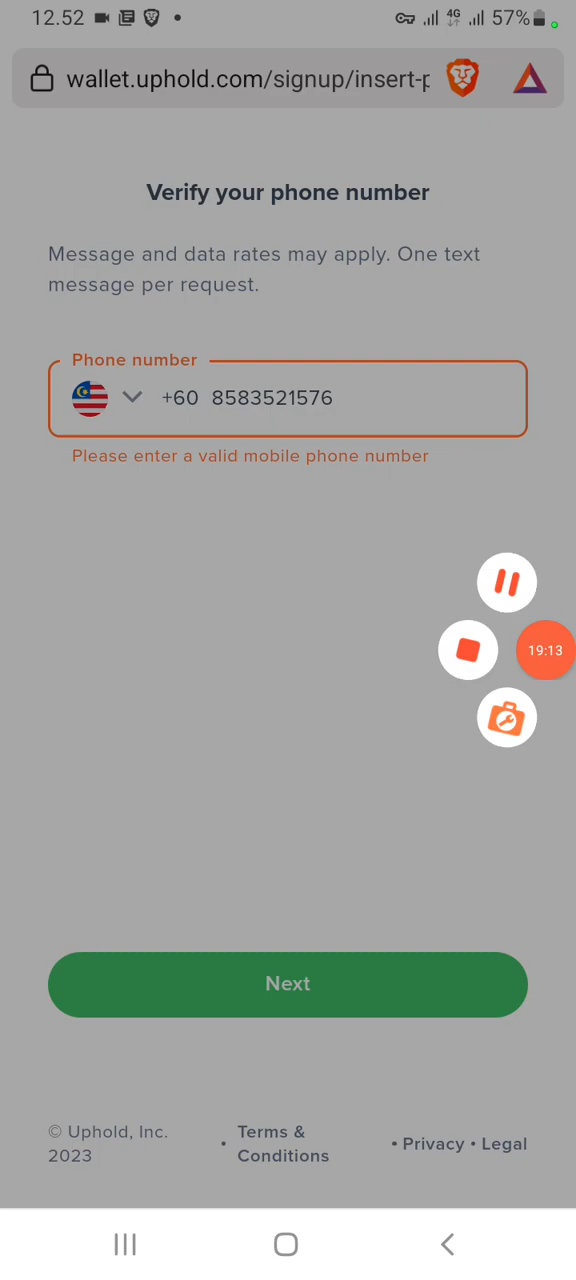 12.52
4G
57%
wallet.uphold.com/signup/insert-p
Verify your phone number
Message and data rates may apply. One text
message per request.
Phone number
+60 8583521576
Please enter a valid mobile phone number
19:13
Next
© Uphold, Inc.
2023
• Terms &
Conditions
• Privacy • Legal